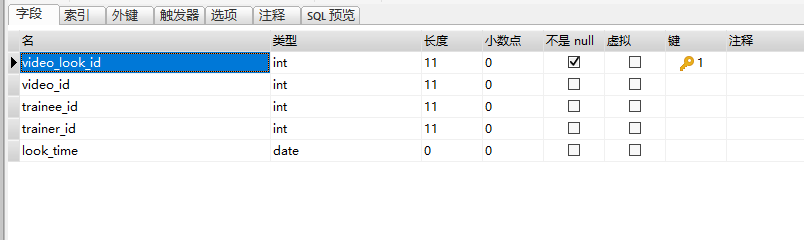 字段 索引 外键 触发器 选项 注释 SQL 预览
名 类型 长度 小数点 不是 null 虚拟 键 注释
video_look_id int 11 0 1
video_id int 11 0
trainee_id int 11 0
trainer_id int 11 0
look_time date 0 0